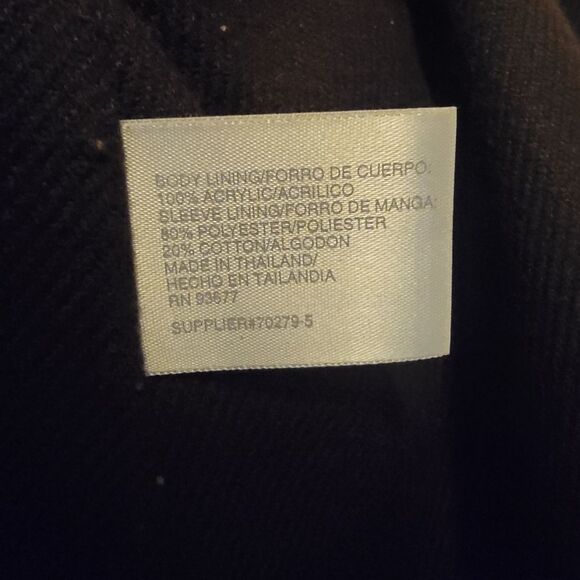 BODY LINING/FORRO DE CUERPO:
100% ACRYLIC/ACRILICO
SLEEVE LINING/FORRO DE MANGA:
80% POLYESTER/POLIESTER
20% COTTON/ALGODON
MADE IN THAILAND/
HECHO EN TAILANDIA
RN 93677
SUPPLIER#70279-5